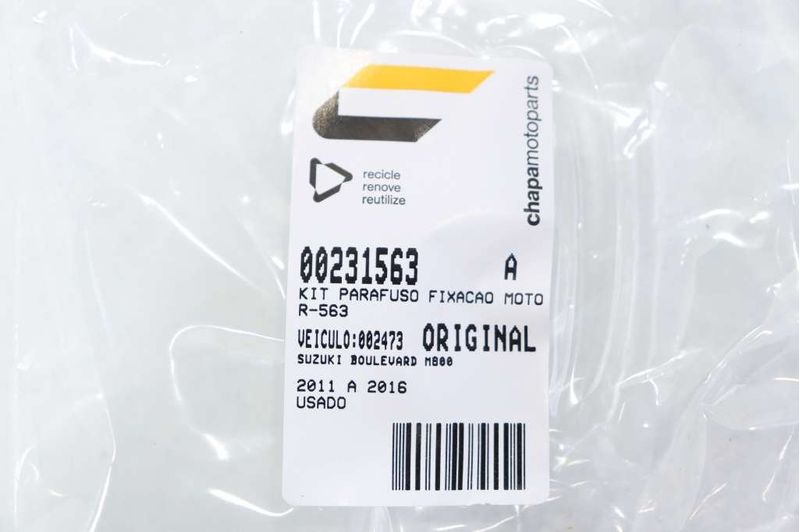 chapamotoparts
recicle
renove
reutilize
00231563 A
KIT PARAFUSO FIXACAO MOTO
R-563
VEICULO:002473 ORIGINAL
SUZUKI BOULEVARD M800
2011 A 2016
USADO